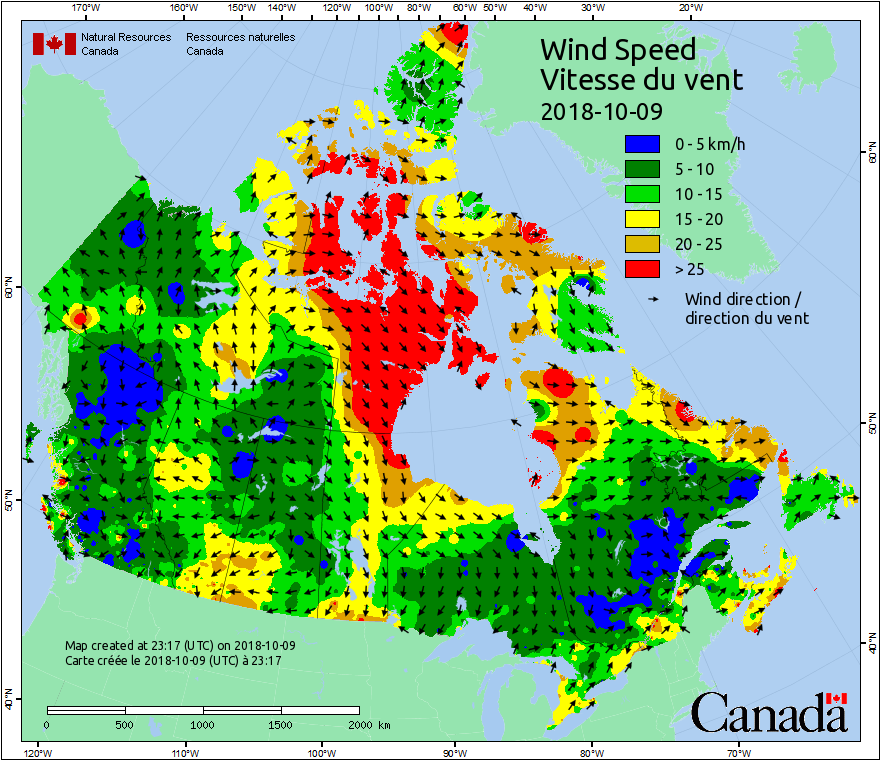 170°W 160°W 150°W 140°W 120°W 100°W 80°W 60°W 50°W 40°W 30°W 20°W
Natural Resources Ressources naturelles
Canada Canada
Wind Speed
Vitesse du vent
2018-10-09
0 - 5 km/h
5 - 10
10 - 15
15 - 20
20 - 25
> 25
Wind direction /
direction du vent
60°N
60°N
50°N
50°N
40°N
40°N
Map created at 23:17 (UTC) on 2018-10-09
Carte créée le 2018-10-09 (UTC) à 23:17
0 500 1000 1500 2000 km
Canada
120°W 110°W 100°W 90°W 80°W 70°W